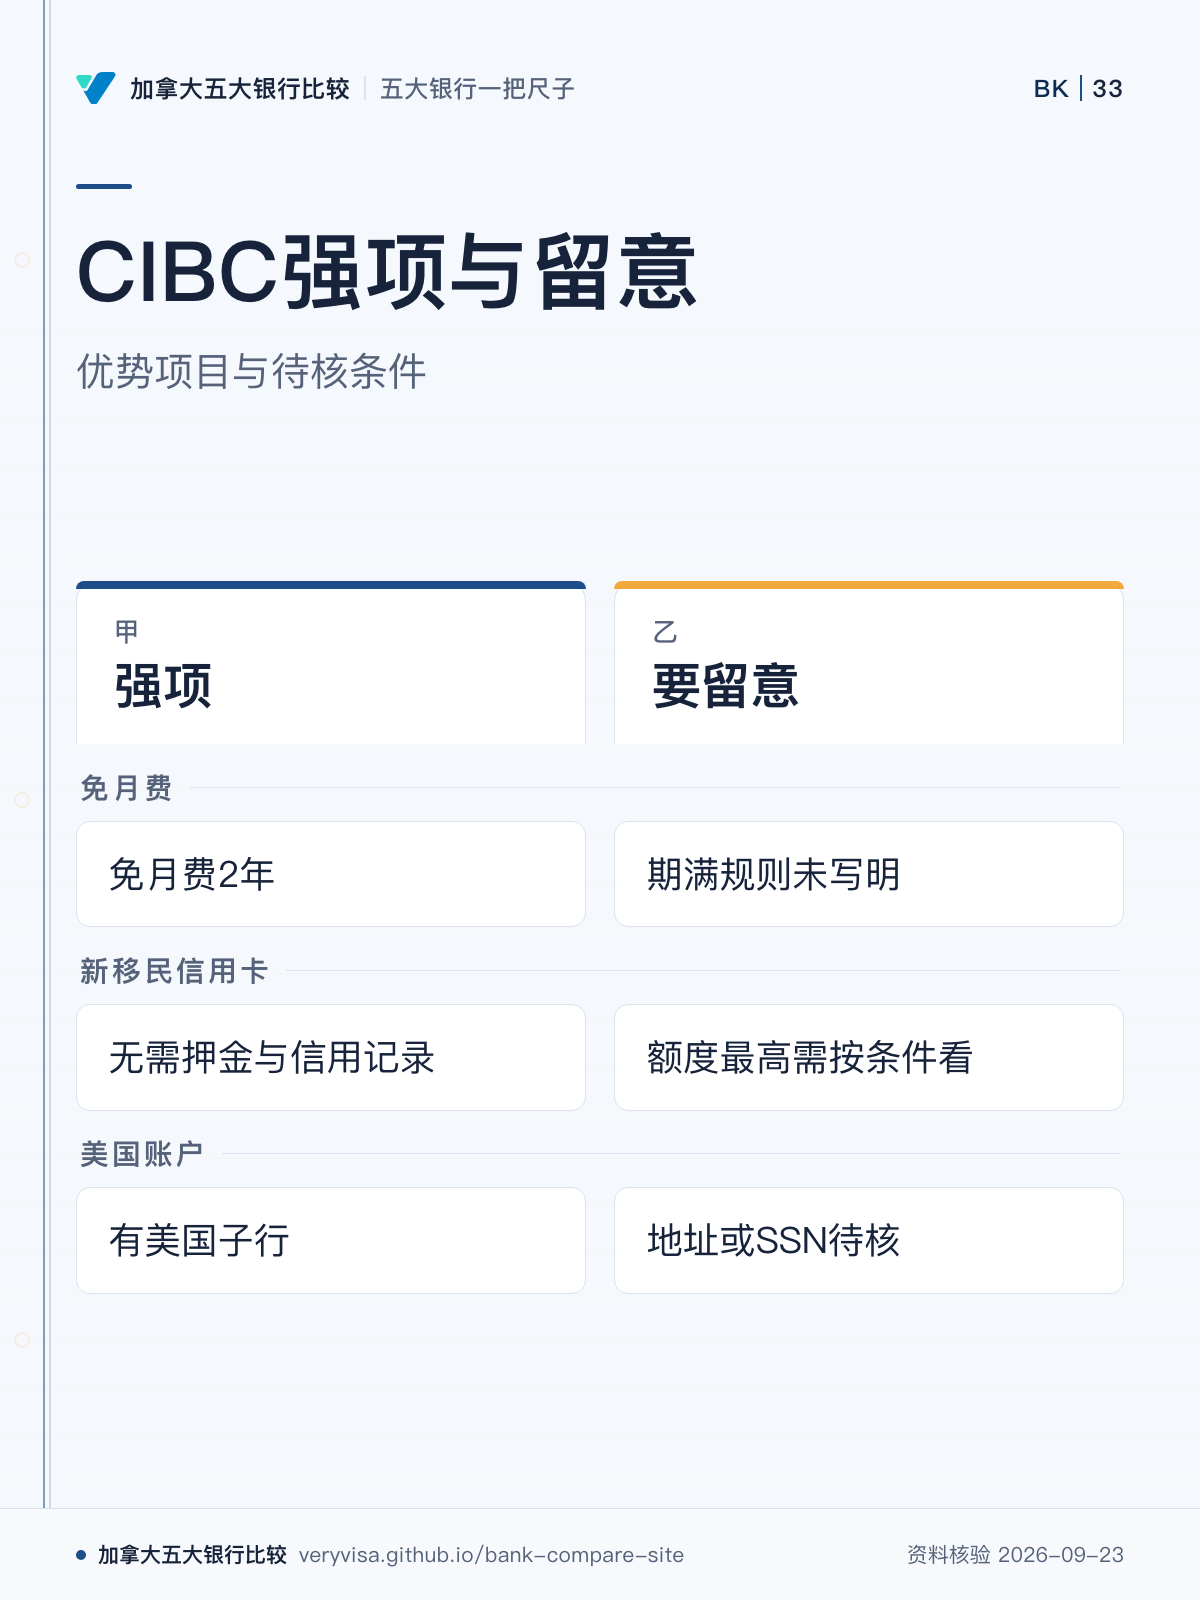 加拿大五大银行比较 五大银行一把尺子 BK 33
CIBC强项与留意
优势项目与待核条件
甲 乙
强项 要留意
免月费
免月费2年 期满规则未写明
新移民信用卡
无需押金与信用记录 额度最高需按条件看
美国账户
有美国子行 地址或SSN待核
加拿大五大银行比较 veryvisa.github.io/bank-compare-site 资料核验 2026-09-23